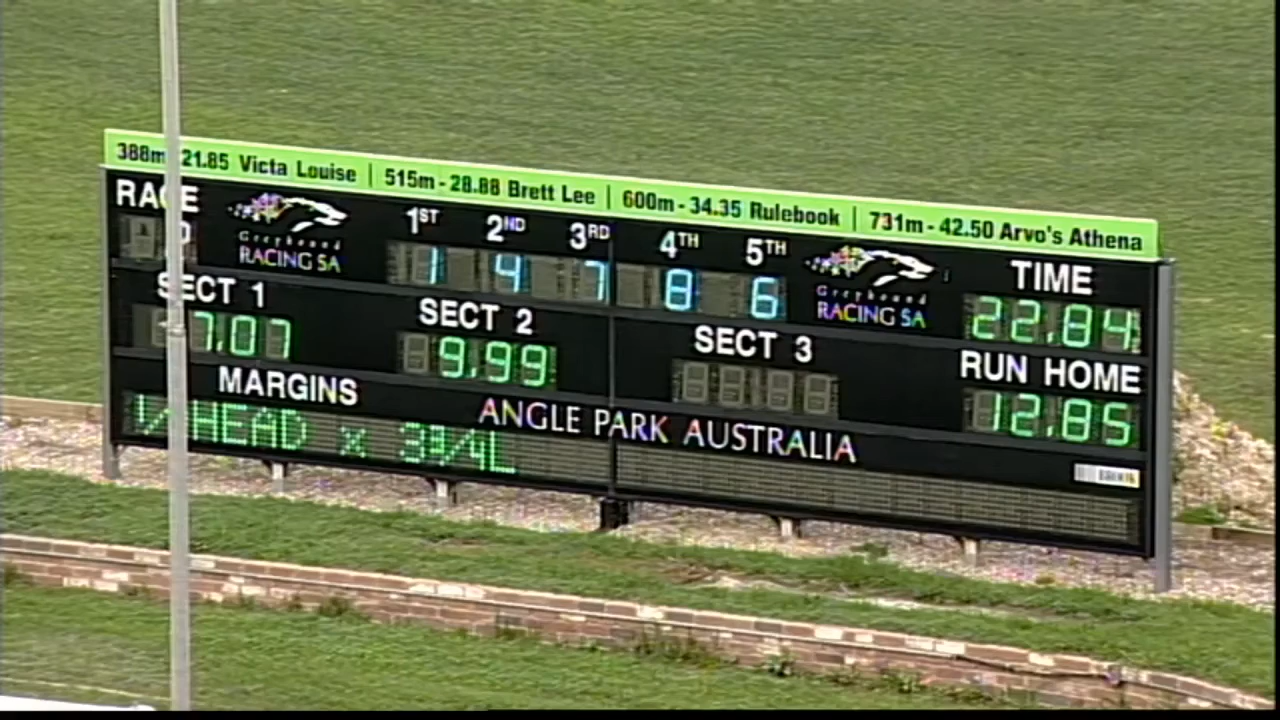 388m 21.85 Victa Louise | 515m - 28.88 Brett Lee | 600m - 34.35 Rulebook | 731m - 42.50 Arvo's Athena
RACE
Greyhound
RACING SA
1ST 2ND 3RD 4TH 5TH
1 4 7 8 6
Greyhound
RACING SA
TIME
22.84
SECT 1
7.07
SECT 2
9.99
SECT 3
RUN HOME
12.85
MARGINS
HEAD x 33/4L
ANGLE PARK AUSTRALIA